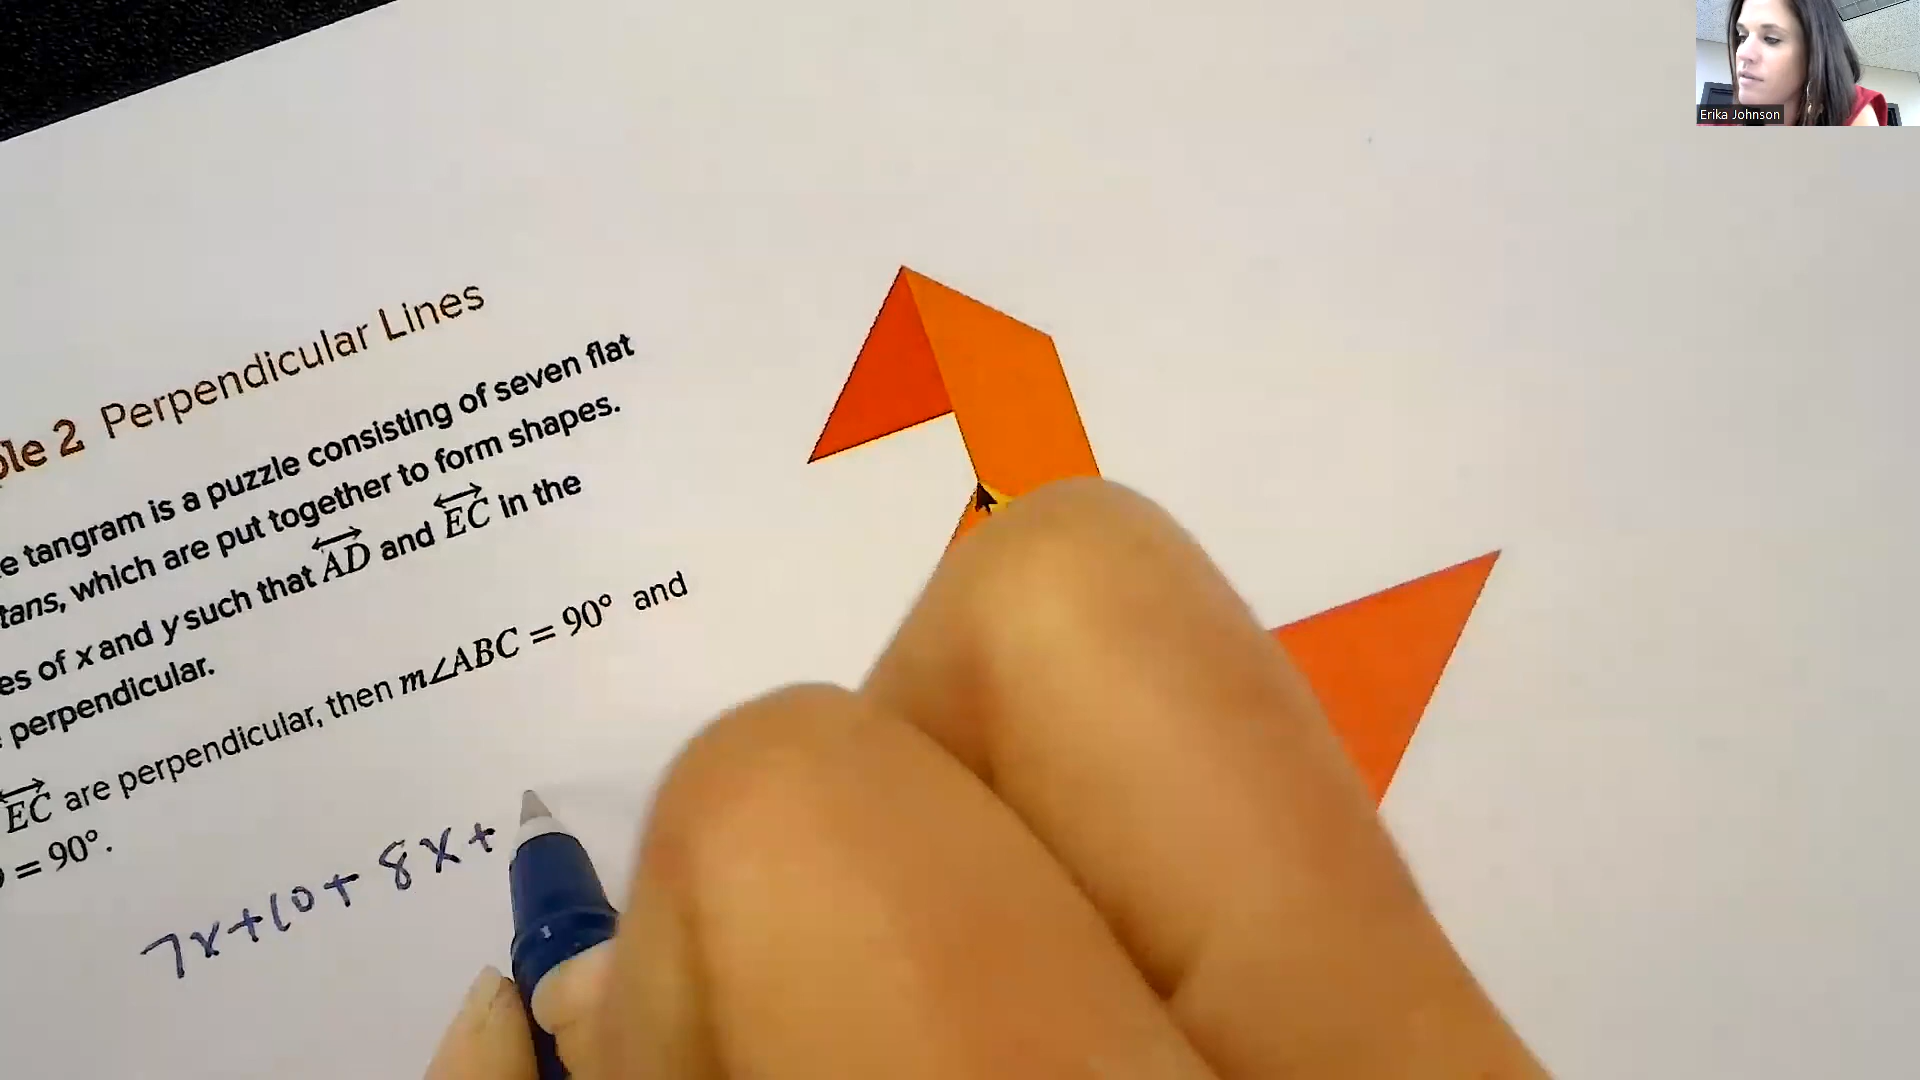 Erika Johnson
ple 2 Perpendicular Lines
e tangram is a puzzle consisting of seven flat
tans, which are put together to form shapes.
es of x and y such that AD and EC in the
perpendicular.
EC are perpendicular, then m∠ABC = 90° and
= 90°.
7x+10+ 8x+